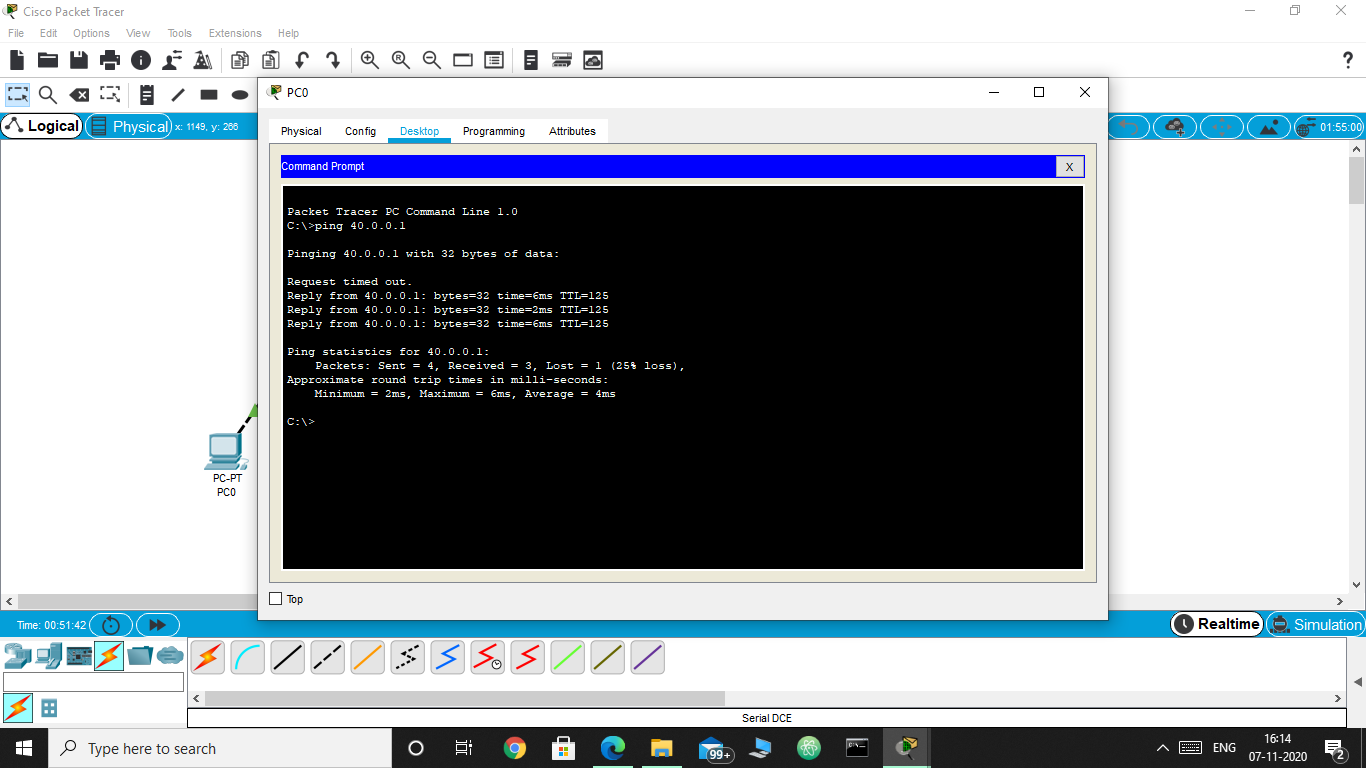 Cisco Packet Tracer
File Edit Options View Tools Extensions Help
?
PC0
Logical Physical x: 1149, y: 266 01:55:00
Physical Config Desktop Programming Attributes
Command Prompt X
Packet Tracer PC Command Line 1.0
C:\>ping 40.0.0.1
Pinging 40.0.0.1 with 32 bytes of data:
Request timed out.
Reply from 40.0.0.1: bytes=32 time=6ms TTL=125
Reply from 40.0.0.1: bytes=32 time=2ms TTL=125
Reply from 40.0.0.1: bytes=32 time=6ms TTL=125
Ping statistics for 40.0.0.1:
Packets: Sent = 4, Received = 3, Lost = 1 (25% loss),
Approximate round trip times in milli-seconds:
Minimum = 2ms, Maximum = 6ms, Average = 4ms
C:\>
PC-PT
PC0
Top
Time: 00:51:42 Realtime Simulation
Serial DCE
Type here to search
99+
ENG
16:14
07-11-2020
2